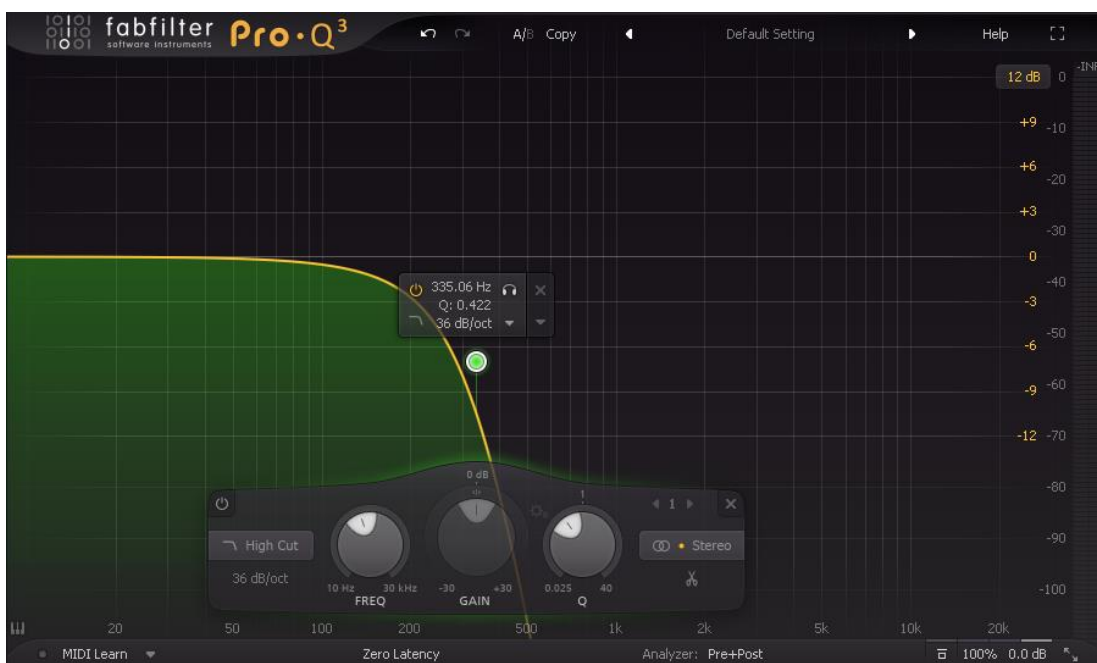 fabfilter Pro·Q³
software instruments
A/B Copy Default Setting Help
12 dB 0 -INF
+9 -10
+6 -20
+3 -30
0 -40
-3 -50
-6 -60
-9
-12 -70
-80
-90
-100
335.06 Hz
Q: 0.422
36 dB/oct
0 dB
1
1
High Cut
36 dB/oct
Stereo
10 Hz 30 kHz
FREQ
-30 +30
GAIN
0.025 40
Q
20 50 100 200 500 1k 2k 5k 10k 20k
MIDI Learn Zero Latency Analyzer: Pre+Post 100% 0.0 dB